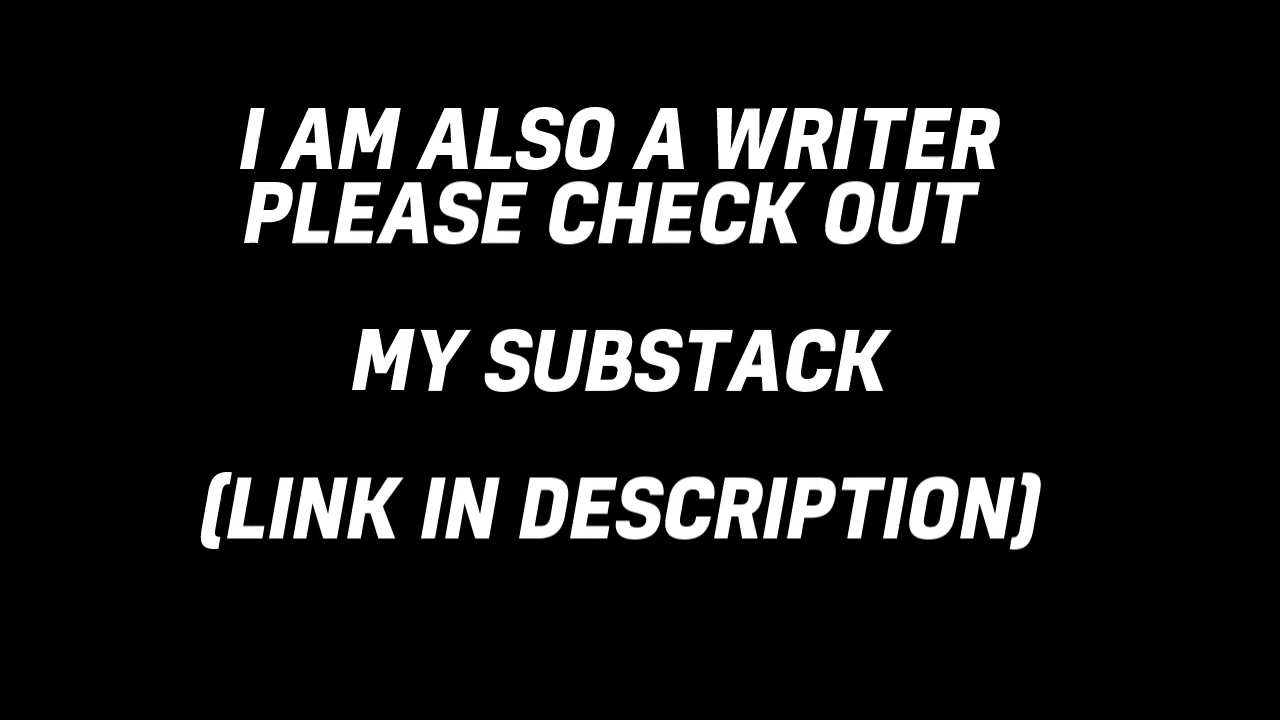 I AM ALSO A WRITER
PLEASE CHECK OUT
MY SUBSTACK
(LINK IN DESCRIPTION)